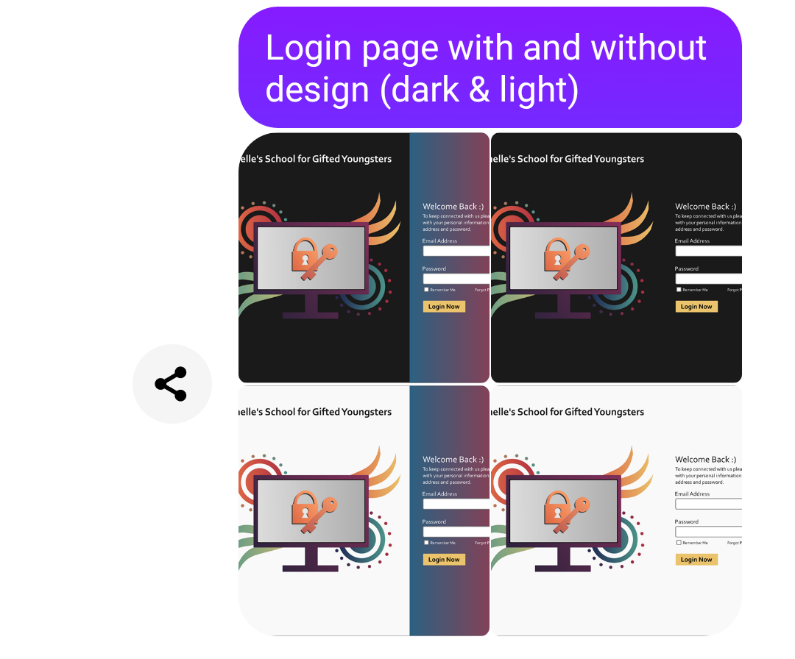 Login page with and without
design (dark & light)
elle's School for Gifted Youngsters
Welcome Back :)
To keep connected with us plea
with your personal information
address and password.
Email Address
Password
Remember Me
Forgot P
Login Now
elle's School for Gifted Youngsters
Welcome Back :)
To keep connected with us plea
with your personal information
address and password.
Email Address
Password
Remember Me
Forgot P
Login Now
elle's School for Gifted Youngsters
Welcome Back :)
To keep connected with us plea
with your personal information
address and password.
Email Address
Password
Remember Me
Forgot P
Login Now
elle's School for Gifted Youngsters
Welcome Back :)
To keep connected with us plea
with your personal information
address and password.
Email Address
Password
Remember Me
Forgot P
Login Now